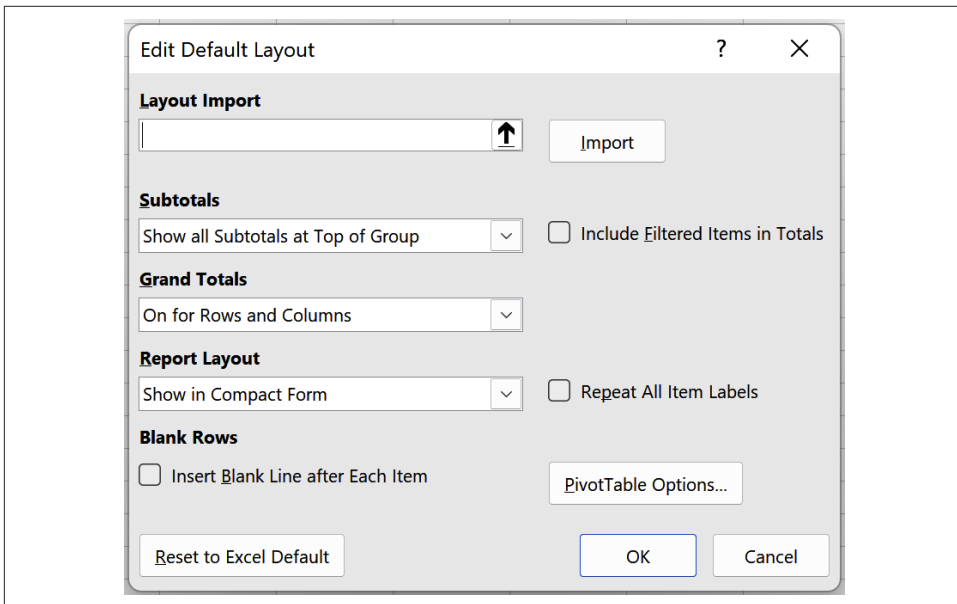 Edit Default Layout ?
Layout Import
Import
Subtotals
Show all Subtotals at Top of Group
Include Filtered Items in Totals
Grand Totals
On for Rows and Columns
Report Layout
Show in Compact Form
Repeat All Item Labels
Blank Rows
Insert Blank Line after Each Item
PivotTable Options...
Reset to Excel Default
OK
Cancel